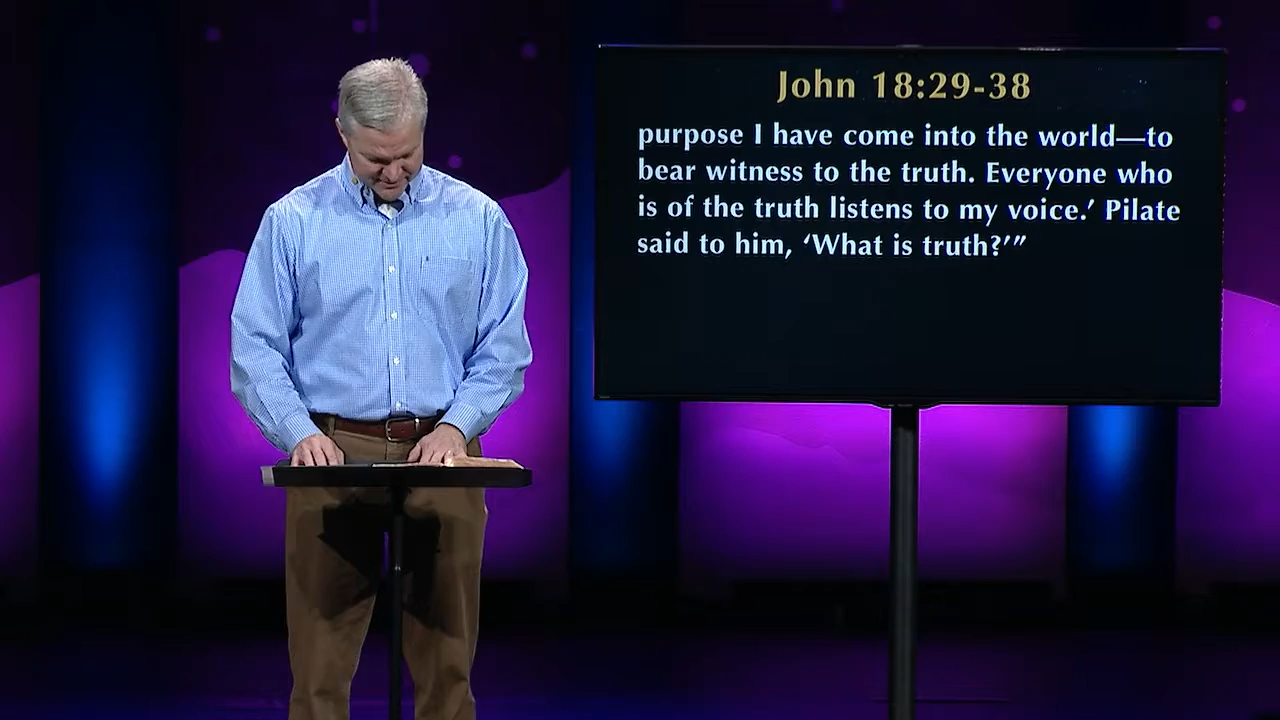 John 18:29-38
purpose I have come into the world—to
bear witness to the truth. Everyone who
is of the truth listens to my voice.’ Pilate
said to him, ‘What is truth?’”